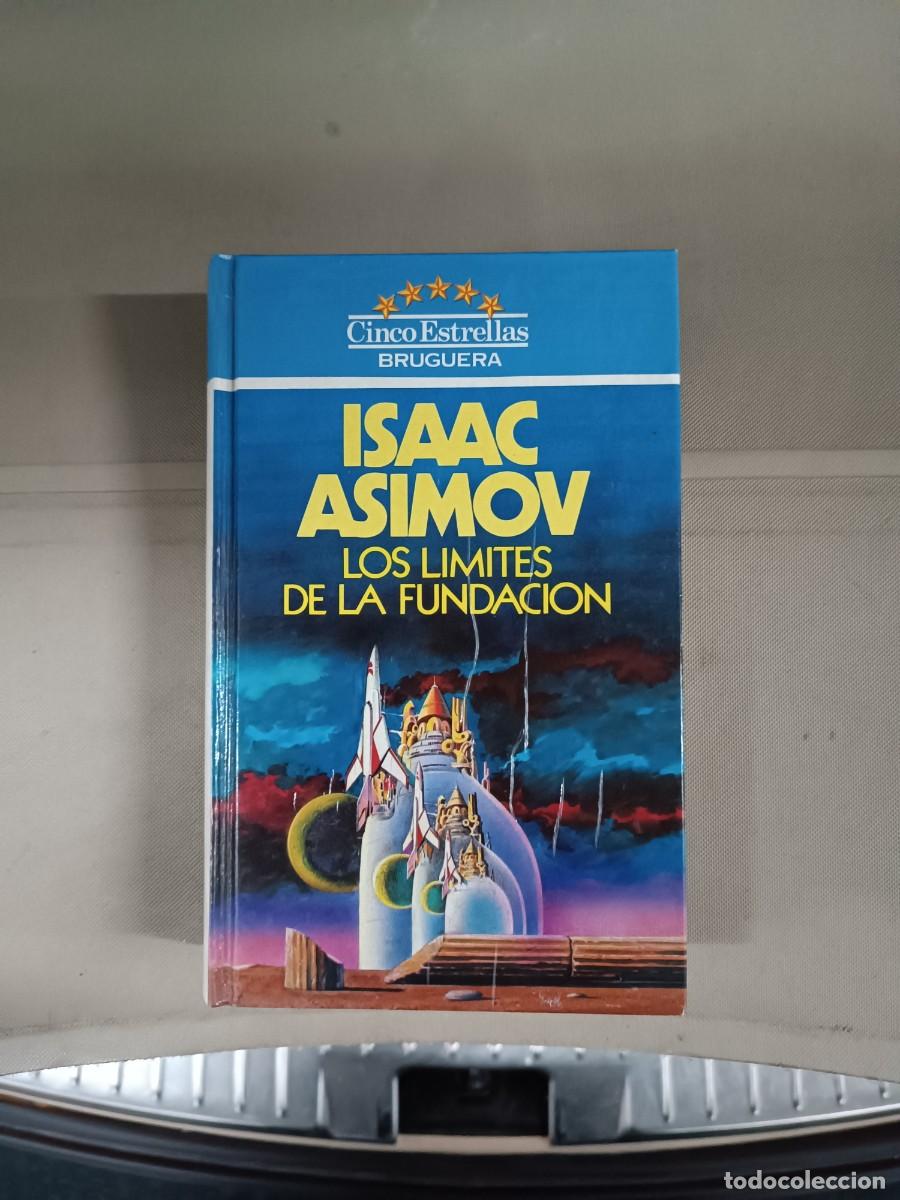 Cinco Estrellas
BRUGUERA
ISAAC
ASIMOV
LOS LIMITES
DE LA FUNDACION
todocoleccion